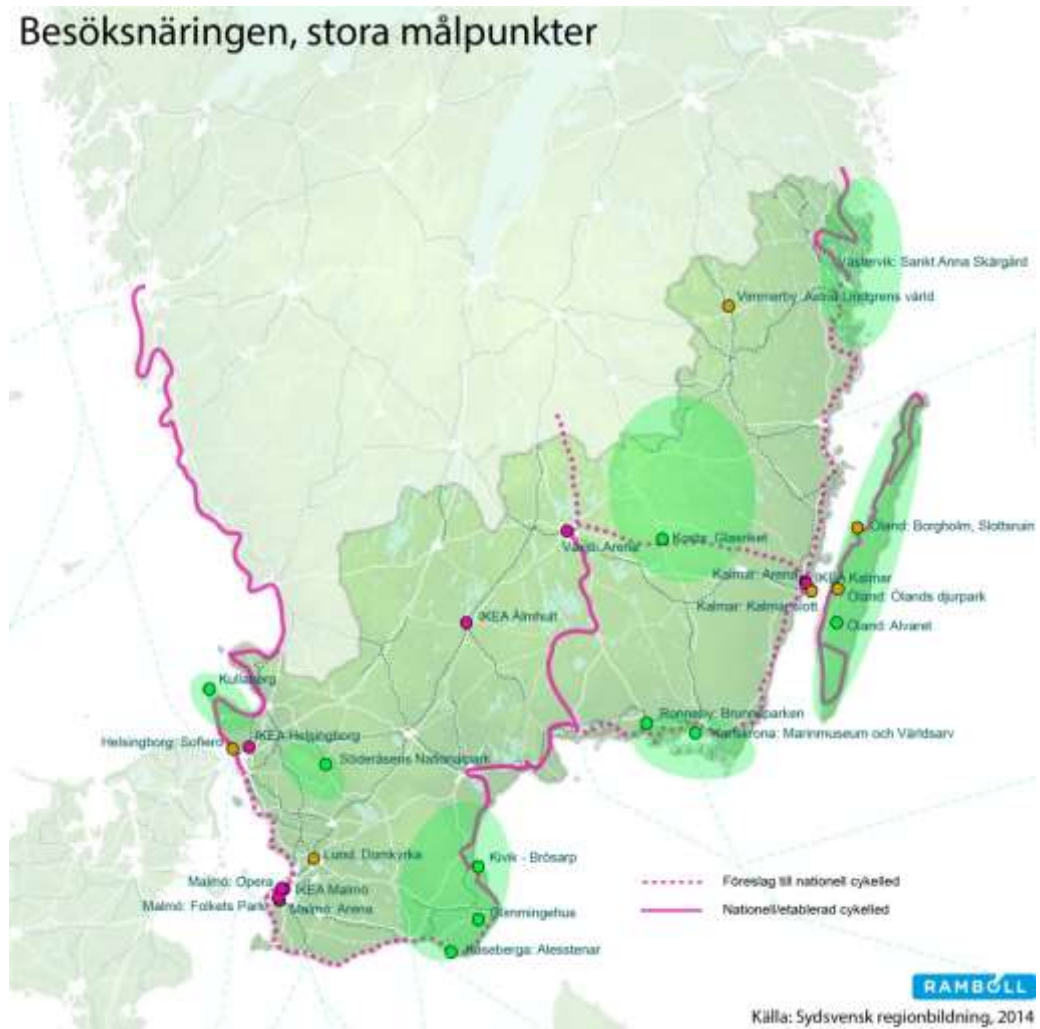 Besöksnäringen, stora målpunkter
Västervik: Sankt Anna Skärgård
Vimmerby: Astrid Lindgrens värld
Öland: Borgholm, Slottsruin
Växjö: Arena
Kosta: Glasriket
Kalmar: Arena
IKEA Kalmar
Kalmar: Kalmar slott
Öland: Ölands djurpark
IKEA Älmhult
Öland: Alvaret
Kullaberg
Ronneby: Brunnsparken
Karlskrona: Marinmuseum och Världsarv
IKEA Helsingborg
Helsingborg: Sofiero
Söderåsens Nationalpark
Lund: Domkyrka
Kivik - Brösarp
Malmö: Opera
IKEA Malmö
Malmö: Folkets Park
Malmö: Arena
Glimmingehus
Kåseberga: Alesstenar
Föreslag till nationell cykelled
Nationell/etablerad cykelled
RAMBOLL
Källa: Sydsvensk regionbildning, 2014